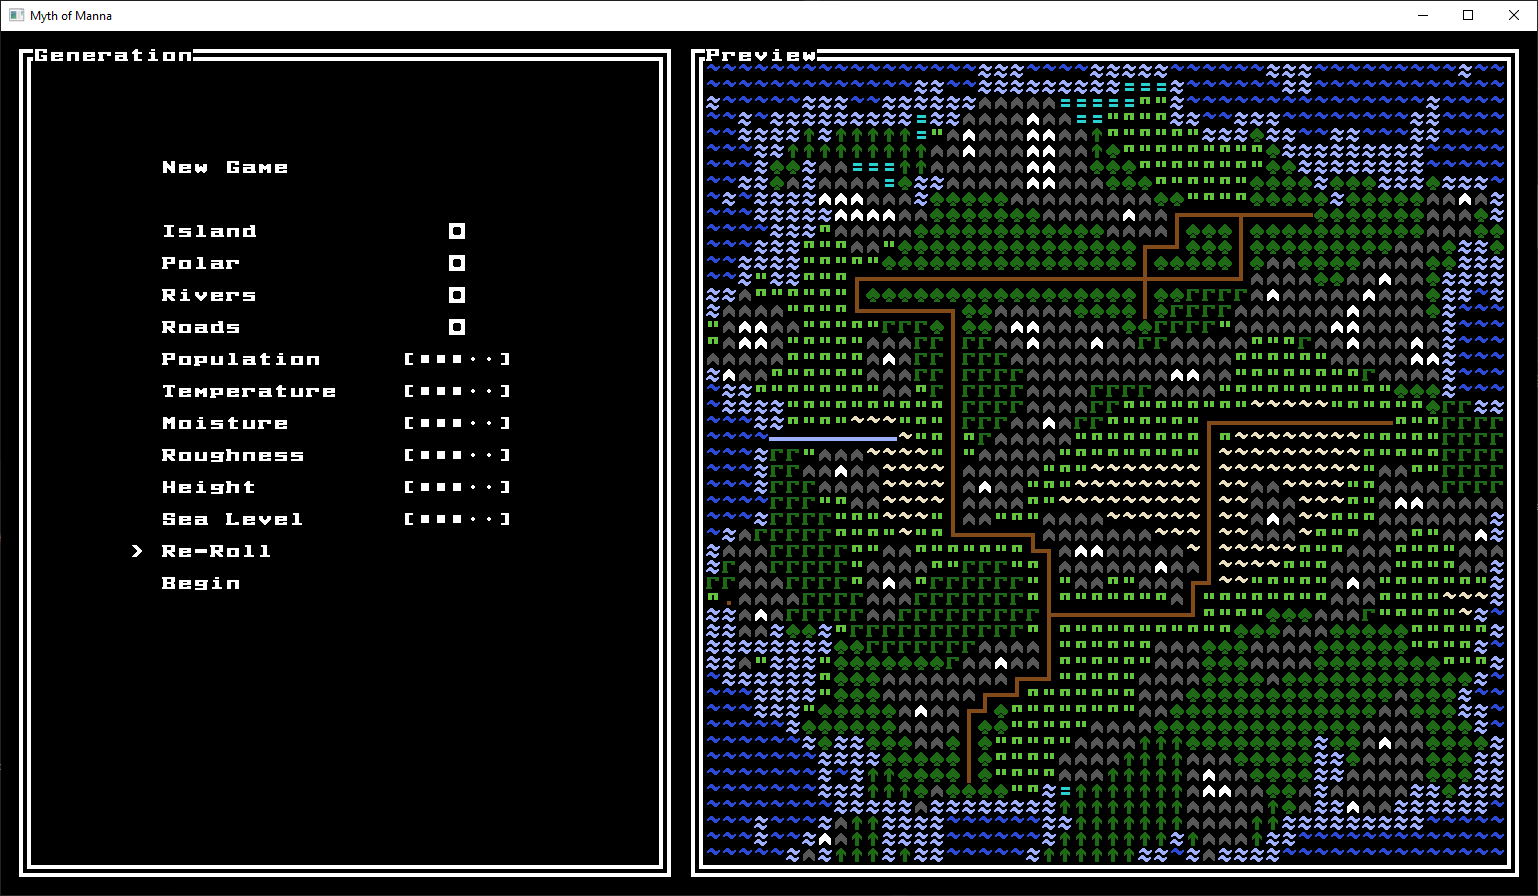 Myth of Manna
Generation
New Game
Island
Polar
Rivers
Roads
Population [■■■··]
Temperature [■■■··]
Moisture [■■■··]
Roughness [■■■··]
Height [■■■··]
Sea Level [■■■··]
> Re-Roll
Begin
Preview